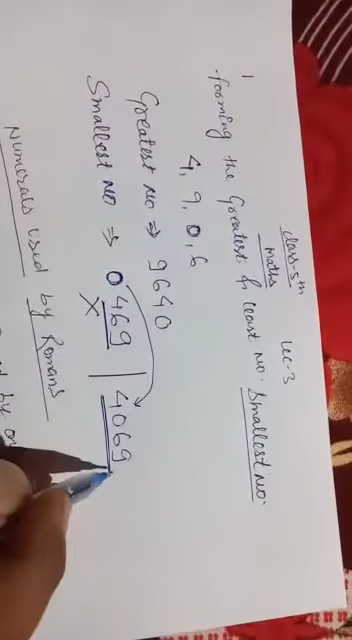 Class-5th Lec-3
Maths
1
forming the Greatest & least no. Smallest no.
4, 9, 0, 6
Greatest no ⇒ 9640
Smallest no ⇒ 0469 | 4069
X
Numerals used by Romans
by